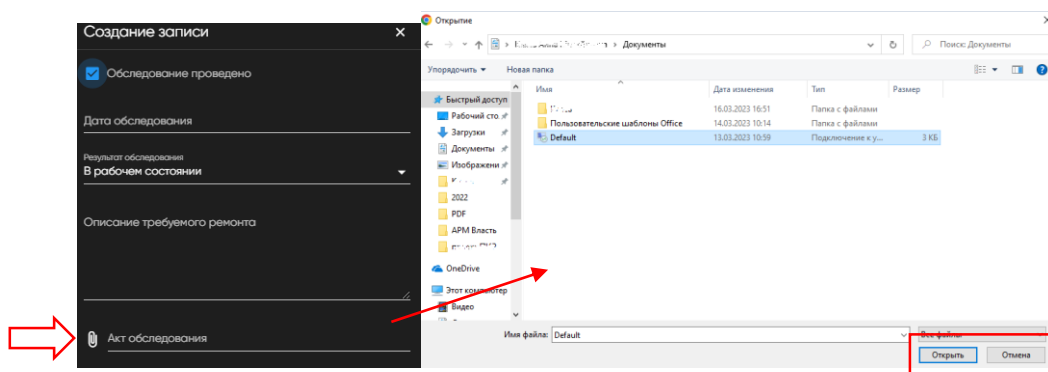 Создание записи
Обследование проведено
Дата обследования
Результат обследования
В рабочем состоянии
Описание требуемого ремонта
Акт обследования
Открытие
Документы
Поиск: Документы
Упорядочить
Новая папка
Имя Дата изменения Тип Размер
16.03.2023 16:51 Папка с файлами
Пользовательские шаблоны Office 14.03.2023 10:14 Папка с файлами
Default 13.03.2023 10:59 Подключение к у... 3 КБ
Быстрый доступ
Рабочий сто
Загрузки
Документы
Изображени
2022
PDF
АРМ Власть
OneDrive
Этот компьютер
Видео
Имя файла: Default
Все файлы
Открыть Отмена